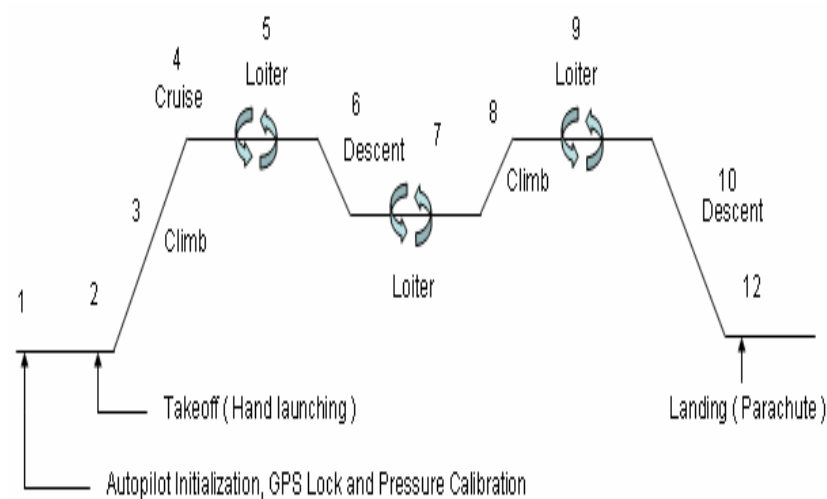 5
9
4
Loiter
Loiter
Cruise
6
7
8
Descent
3
Climb
Climb
10
Descent
Loiter
1
2
12
Takeoff ( Hand launching )
Landing ( Parachute )
Autopilot Initialization, GPS Lock and Pressure Calibration